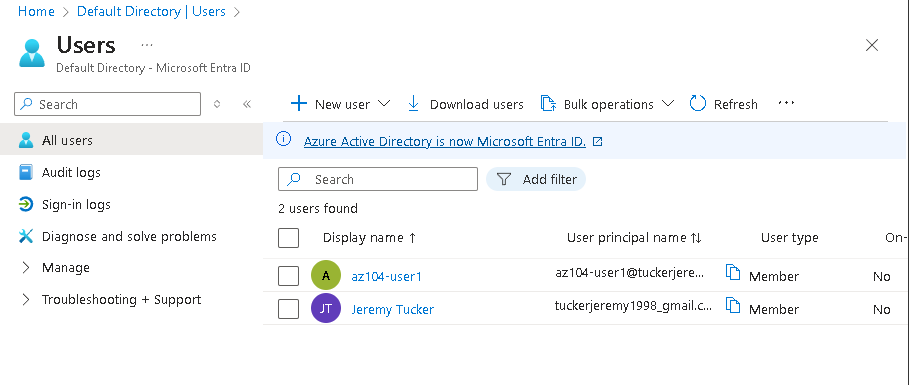 Home > Default Directory | Users >
Users ...
Default Directory - Microsoft Entra ID
Search
New user Download users Bulk operations Refresh ...
All users
Audit logs
Sign-in logs
Diagnose and solve problems
Manage
Troubleshooting + Support
Azure Active Directory is now Microsoft Entra ID.
Search Add filter
2 users found
Display name ↑ User principal name ↑↓ User type On-
A az104-user1 az104-user1@tuckerjere... Member No
JT Jeremy Tucker tuckerjeremy1998_gmail.c... Member No